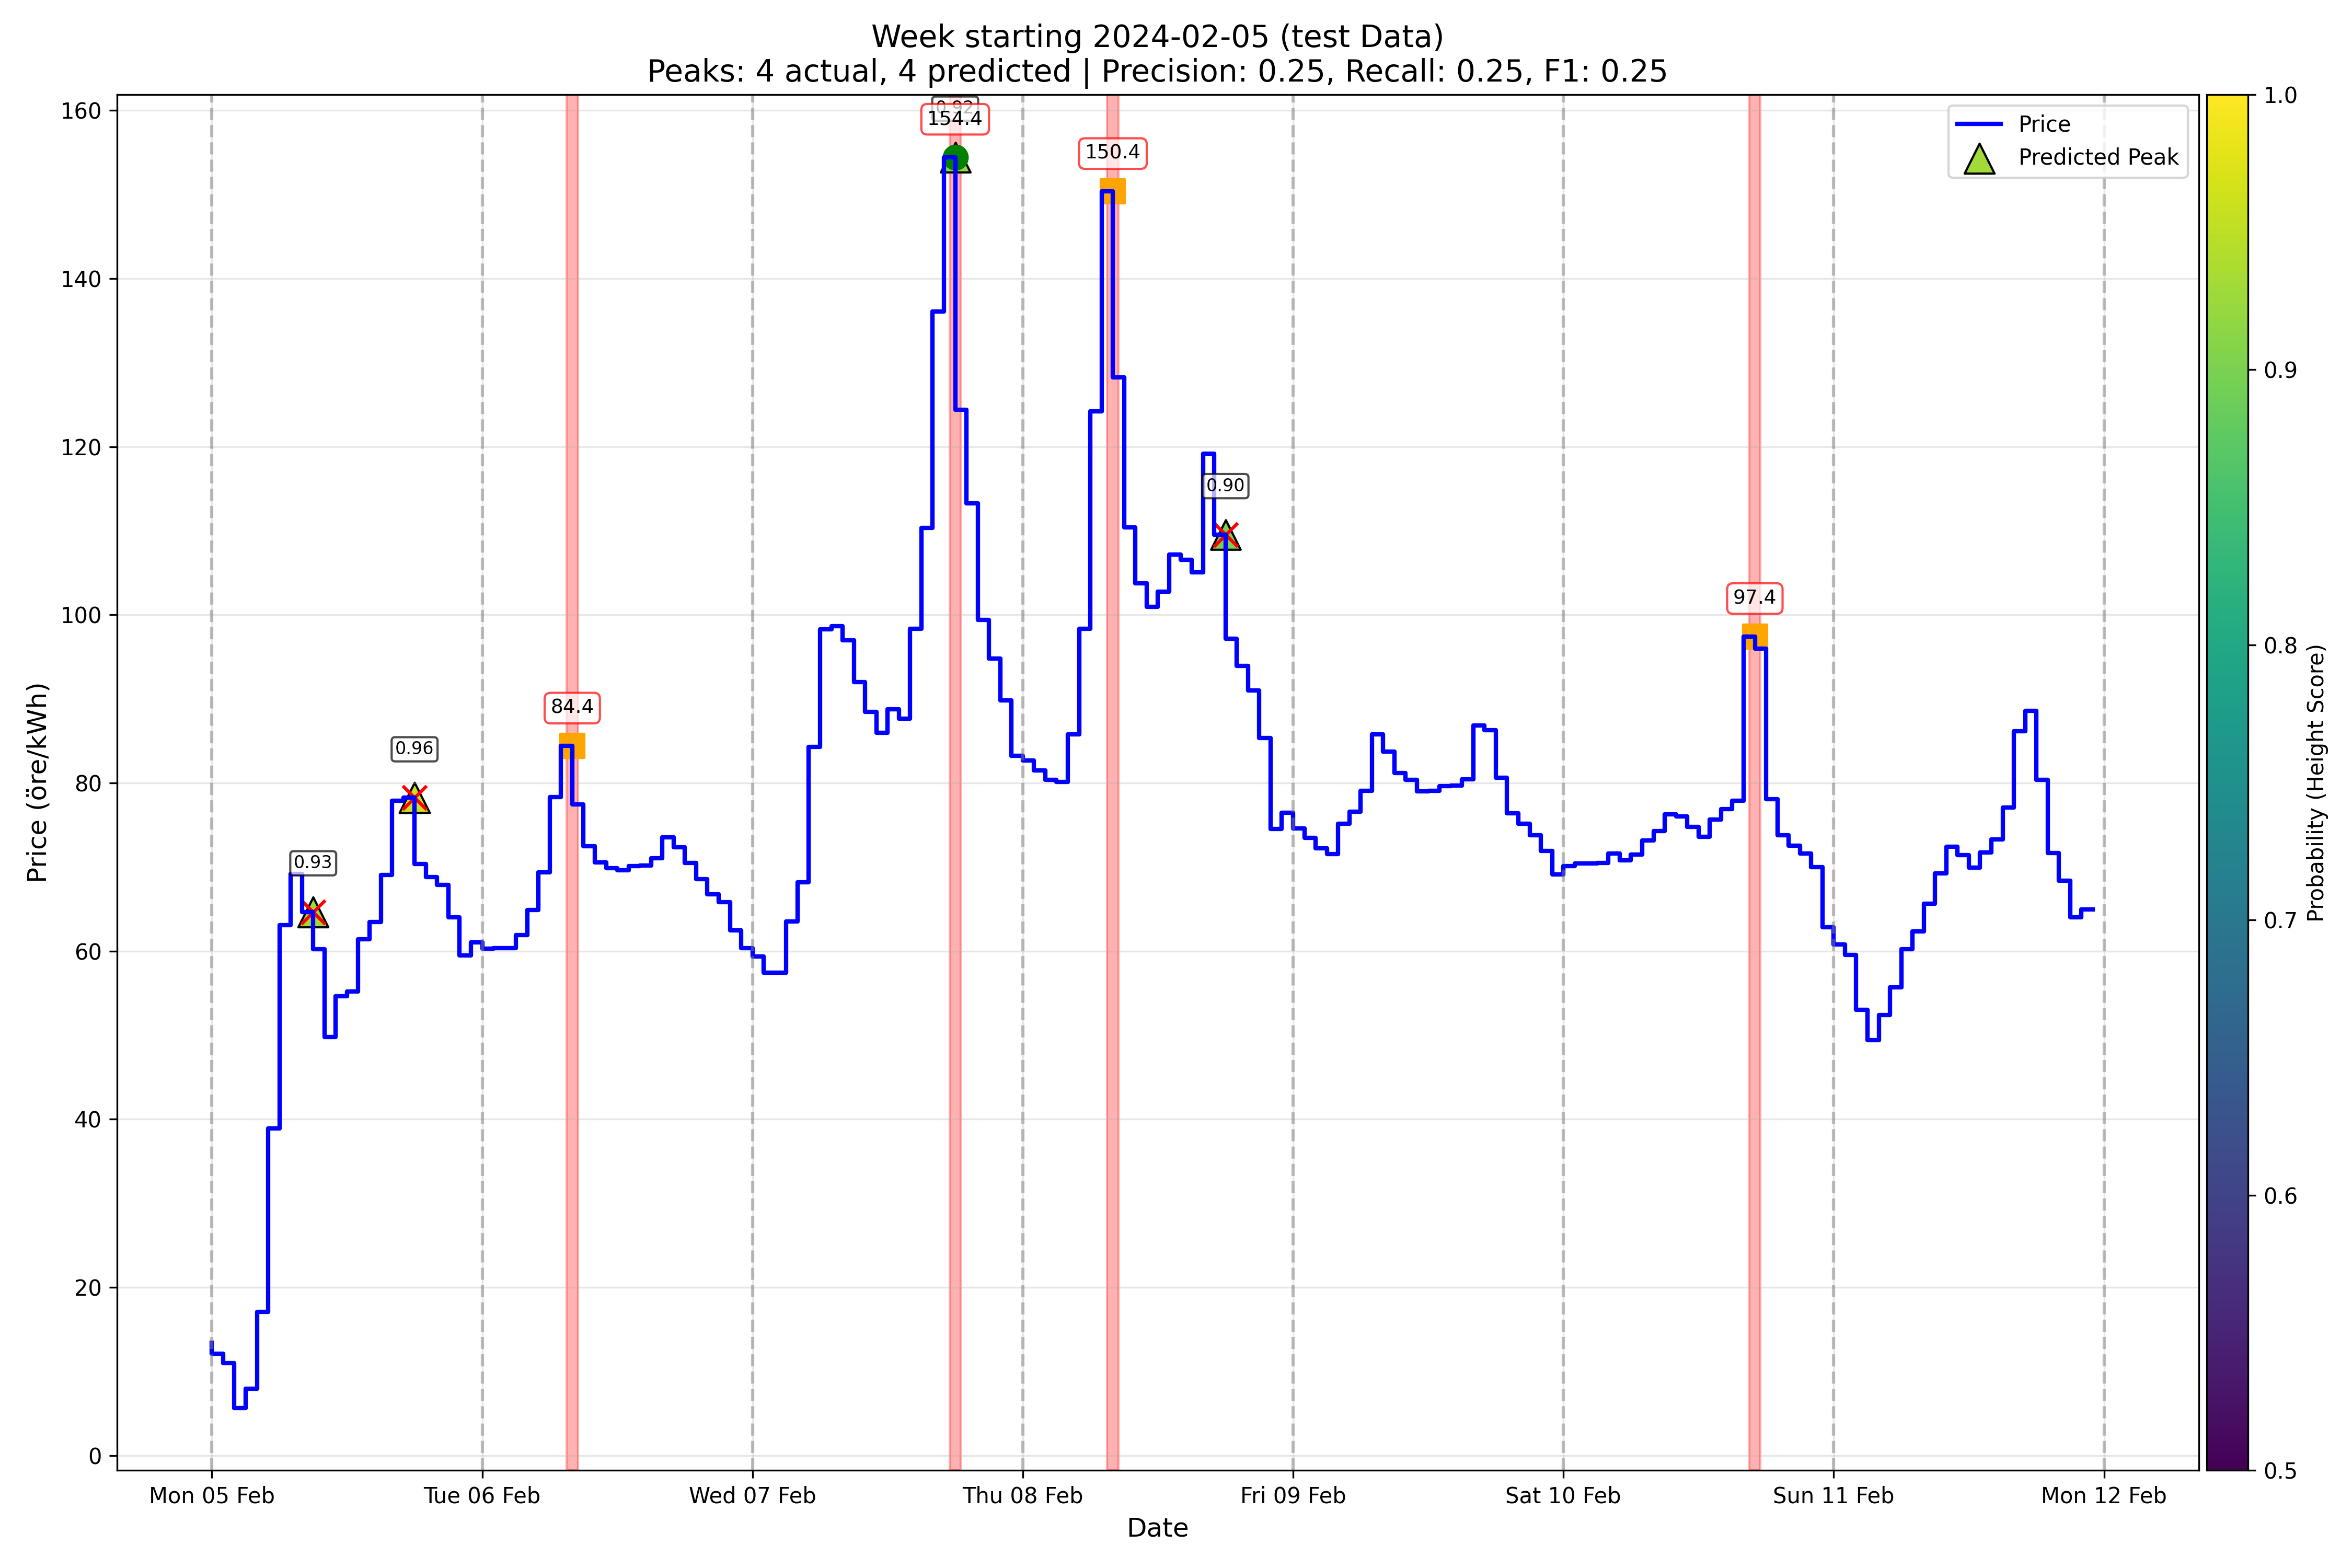 Week starting 2024-02-05 (test Data)
Peaks: 4 actual, 4 predicted | Precision: 0.25, Recall: 0.25, F1: 0.25
Price (öre/kWh)
160
140
120
100
80
60
40
20
0
0.92
154.4
150.4
0.90
97.4
84.4
0.96
0.93
Price
Predicted Peak
1.0
0.9
0.8
0.7
0.6
0.5
Probability (Height Score)
Mon 05 Feb
Tue 06 Feb
Wed 07 Feb
Thu 08 Feb
Fri 09 Feb
Sat 10 Feb
Sun 11 Feb
Mon 12 Feb
Date